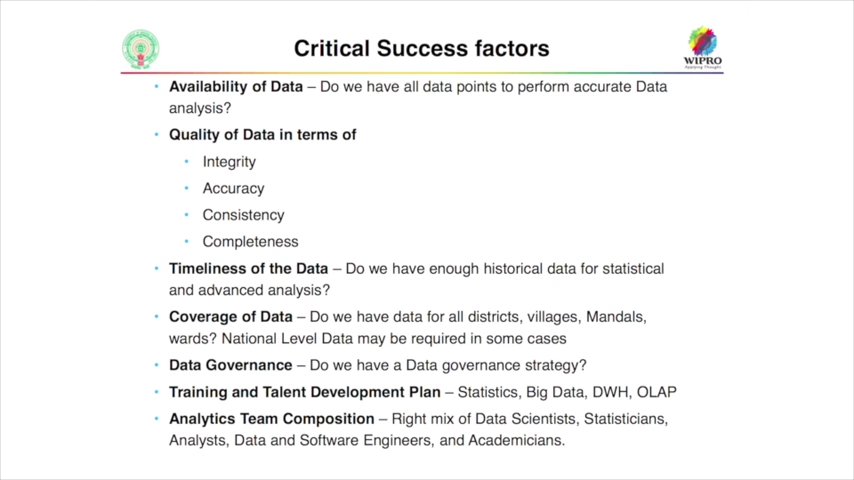 Critical Success factors
WIPRO
Applying Thought
• Availability of Data – Do we have all data points to perform accurate Data
analysis?
• Quality of Data in terms of
• Integrity
• Accuracy
• Consistency
• Completeness
• Timeliness of the Data – Do we have enough historical data for statistical
and advanced analysis?
• Coverage of Data – Do we have data for all districts, villages, Mandals,
wards? National Level Data may be required in some cases
• Data Governance – Do we have a Data governance strategy?
• Training and Talent Development Plan – Statistics, Big Data, DWH, OLAP
• Analytics Team Composition – Right mix of Data Scientists, Statisticians,
Analysts, Data and Software Engineers, and Academicians.